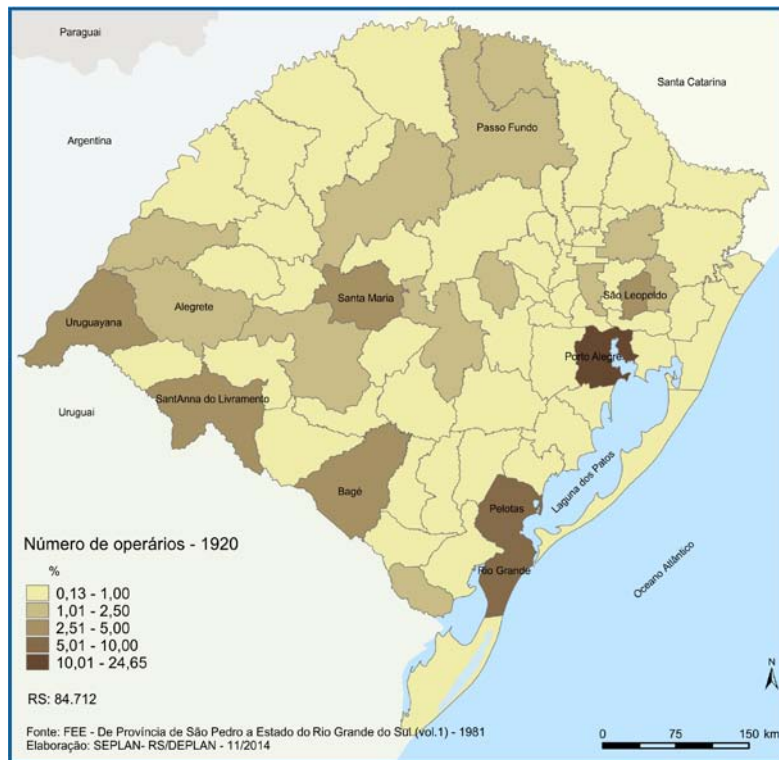 Paraguai
Santa Catarina
Argentina
Passo Fundo
Santa Maria
São Leopoldo
Alegrete
Uruguayana
Porto Alegre
SantAnna do Livramento
Uruguai
Bagé
Laguna dos Patos
Pelotas
Rio Grande
Oceano Atlântico
Número de operários - 1920
%
0,13 - 1,00
1,01 - 2,50
2,51 - 5,00
5,01 - 10,00
10,01 - 24,65
RS: 84.712
N
Fonte: FEE - De Província de São Pedro a Estado do Rio Grande do Sul (vol.1) - 1981
Elaboração: SEPLAN- RS/DEPLAN - 11/2014
0 75 150 km